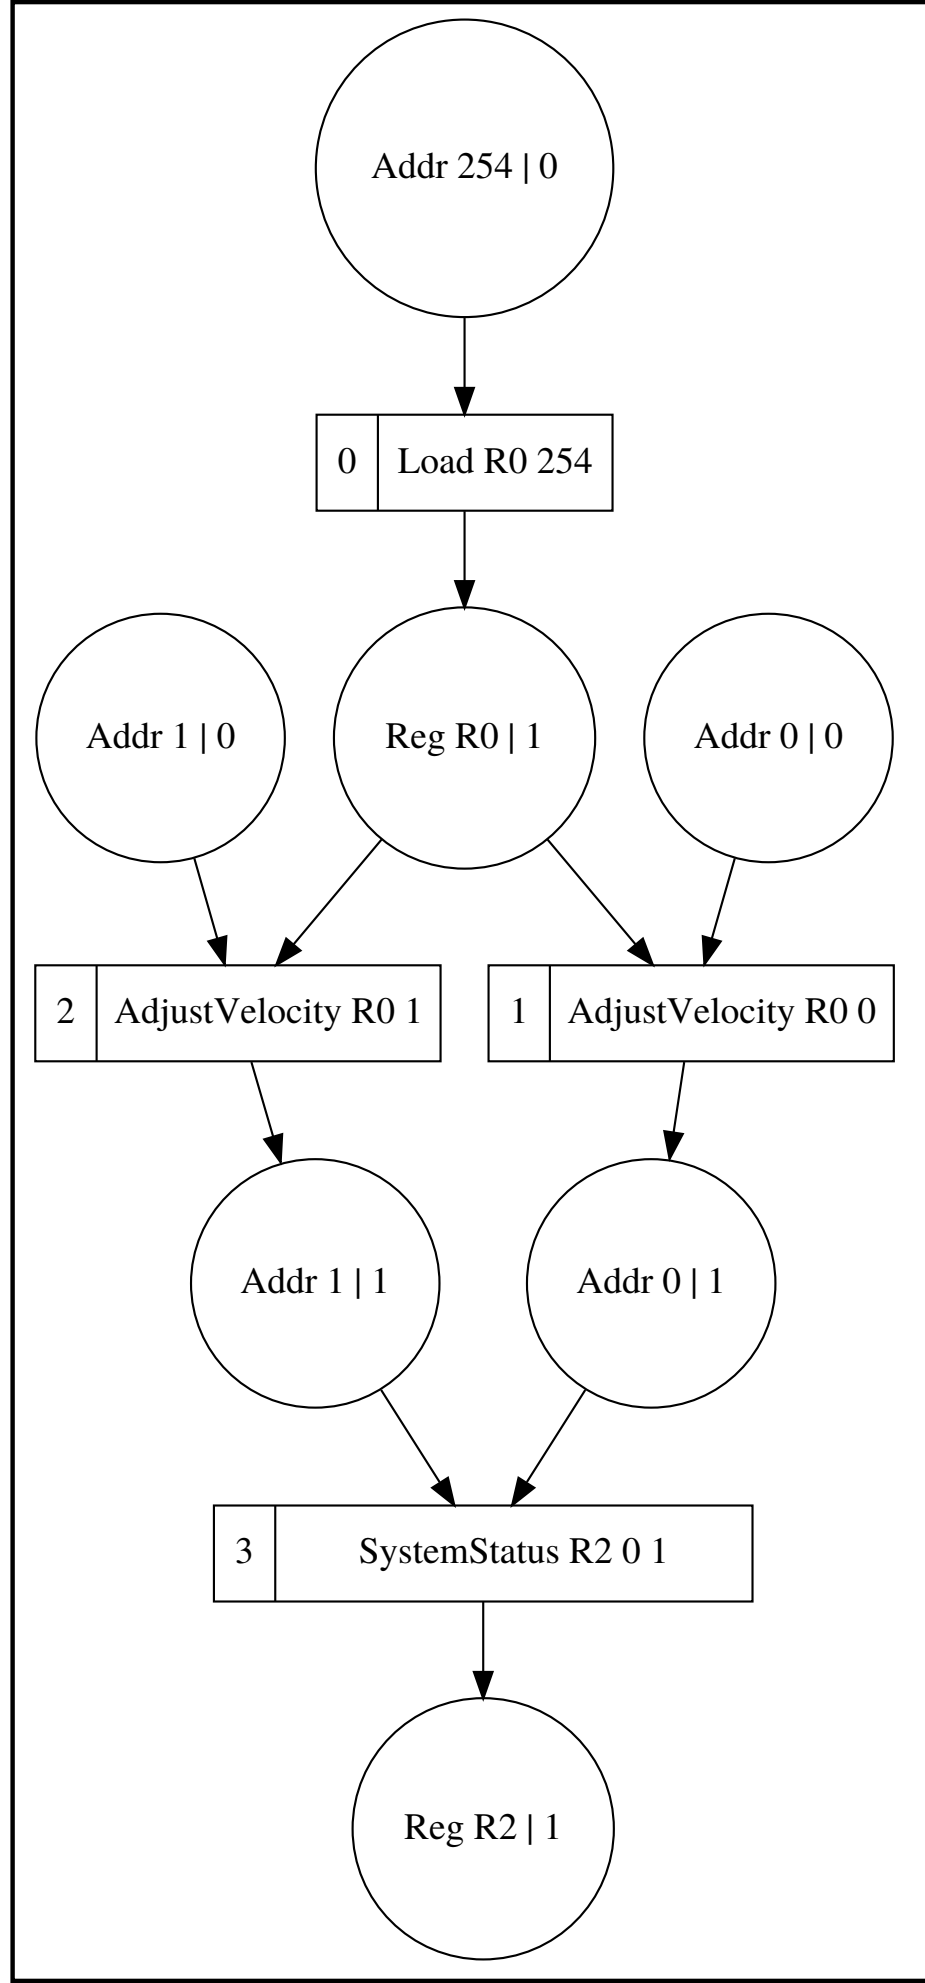 Addr 254 | 0
0 Load R0 254
Addr 1 | 0
Reg R0 | 1
Addr 0 | 0
2 AdjustVelocity R0 1
1 AdjustVelocity R0 0
Addr 1 | 1
Addr 0 | 1
3 SystemStatus R2 0 1
Reg R2 | 1